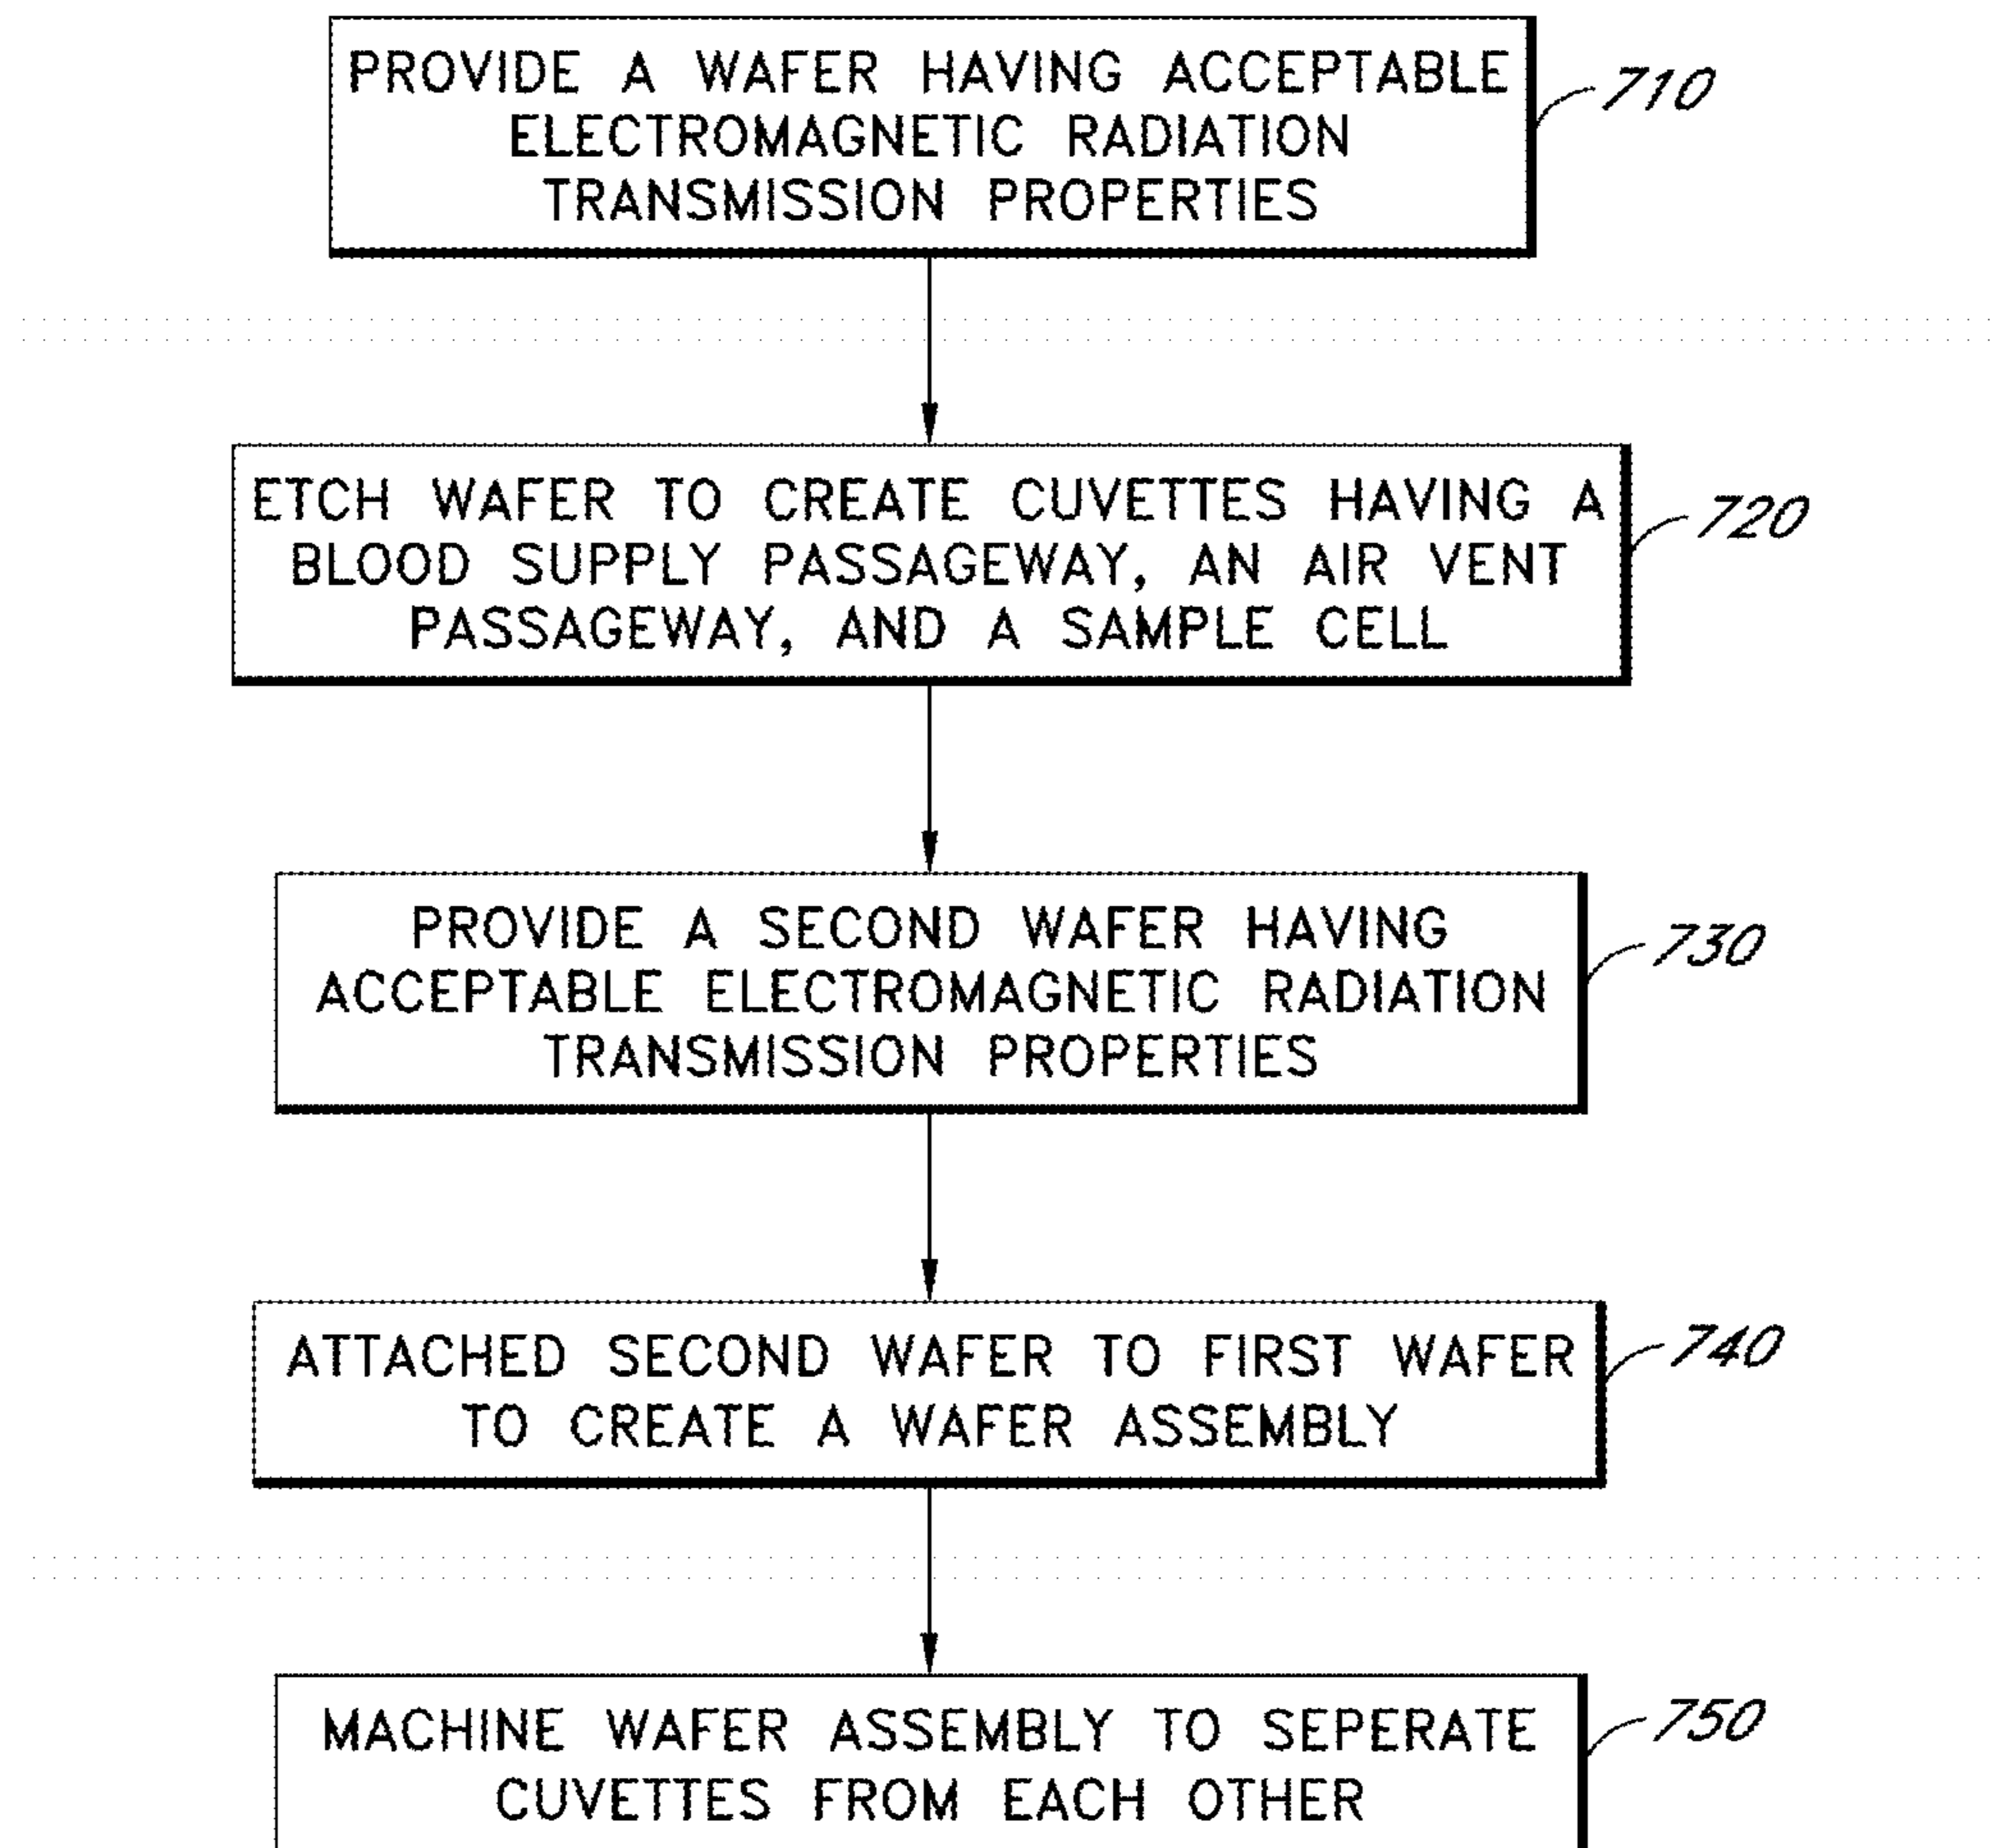 PROVIDE A WAFER HAVING ACCEPTABLE
ELECTROMAGNETIC RADIATION
TRANSMISSION PROPERTIES
710
ETCH WAFER TO CREATE CUVETTES HAVING A
BLOOD SUPPLY PASSAGEWAY, AN AIR VENT
PASSAGEWAY, AND A SAMPLE CELL
720
PROVIDE A SECOND WAFER HAVING
ACCEPTABLE ELECTROMAGNETIC RADIATION
TRANSMISSION PROPERTIES
730
ATTACHED SECOND WAFER TO FIRST WAFER
TO CREATE A WAFER ASSEMBLY
740
MACHINE WAFER ASSEMBLY TO SEPERATE
CUVETTES FROM EACH OTHER
750